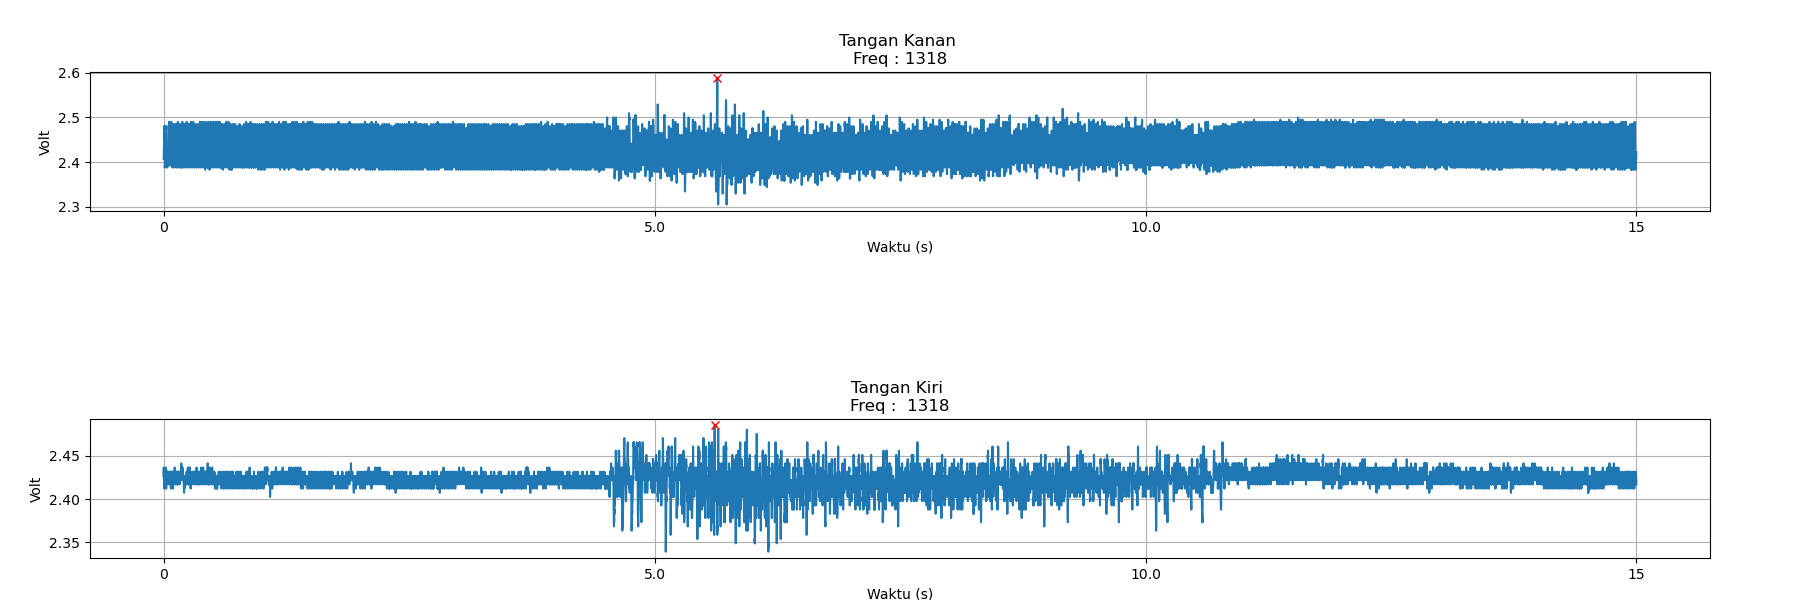 Tangan Kanan
Freq : 1318
2.6
2.5
2.4
2.3
Volt
0 5.0 10.0 15
Waktu (s)
Tangan Kiri
Freq :  1318
2.45
2.40
2.35
Volt
0 5.0 10.0 15
Waktu (s)